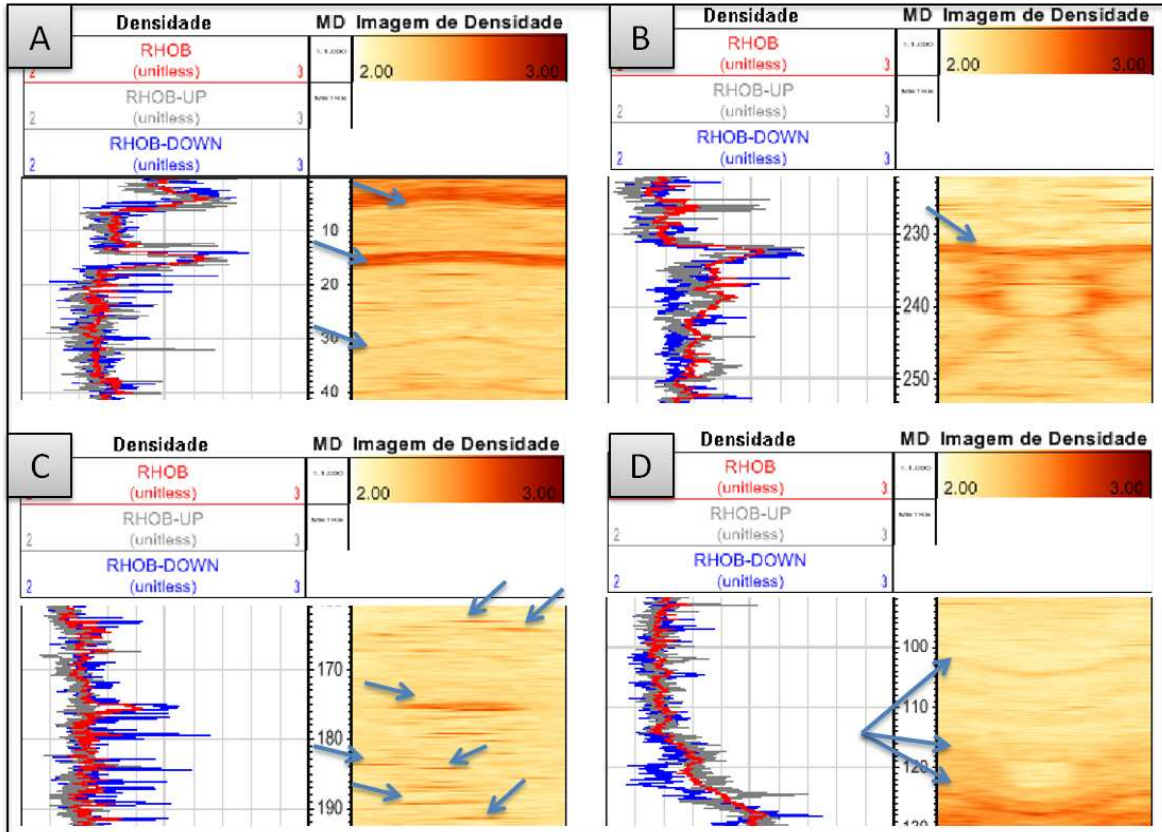 A
Densidade
MD
Imagem de Densidade
RHOB
(unitless)
3
1:1.000
2.00
3.00
RHOB-UP
2
(unitless)
3
RHOB-DOWN
2
(unitless)
3
10
20
30
40
B
Densidade
MD
Imagem de Densidade
RHOB
(unitless)
3
2.00
3.00
RHOB-UP
2
(unitless)
3
RHOB-DOWN
2
(unitless)
3
230
240
250
C
Densidade
MD
Imagem de Densidade
RHOB
(unitless)
3
2.00
3.00
RHOB-UP
2
(unitless)
3
RHOB-DOWN
2
(unitless)
3
170
180
190
D
Densidade
MD
Imagem de Densidade
RHOB
(unitless)
3
2.00
3.00
RHOB-UP
2
(unitless)
3
RHOB-DOWN
2
(unitless)
3
100
110
120